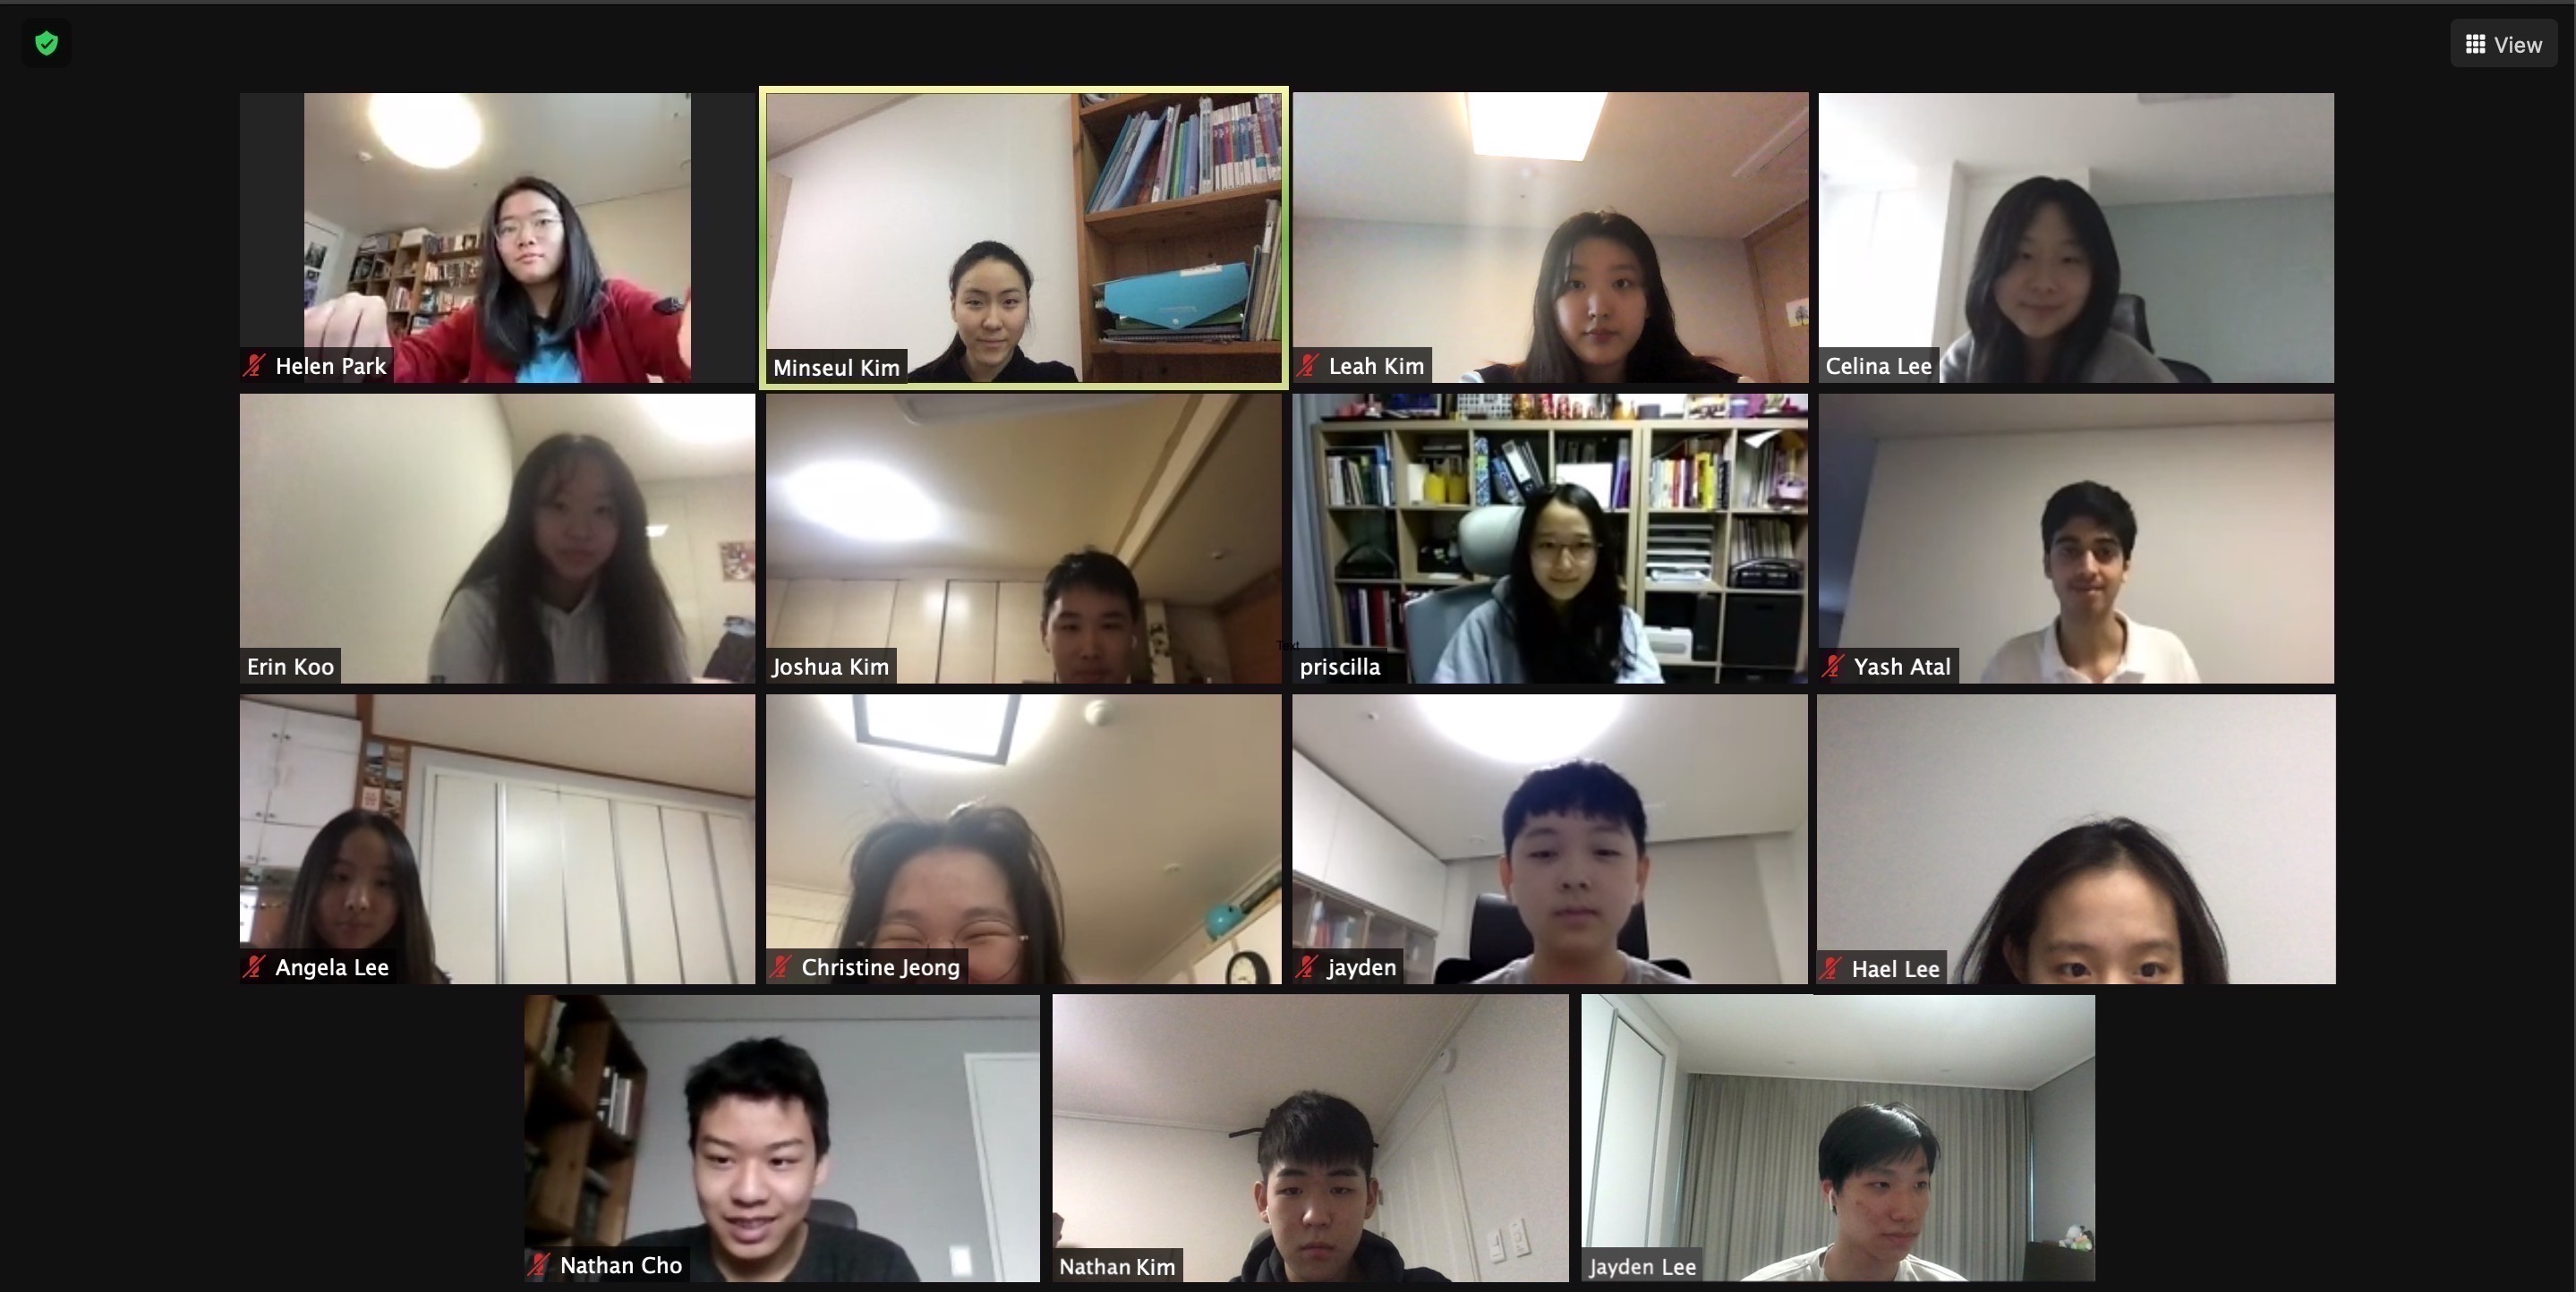 View
Helen Park
Minseul Kim
Leah Kim
Celina Lee
Erin Koo
Joshua Kim
Text
priscilla
Yash Atal
Angela Lee
Christine Jeong
jayden
Hael Lee
Nathan Cho
Nathan Kim
Jayden Lee